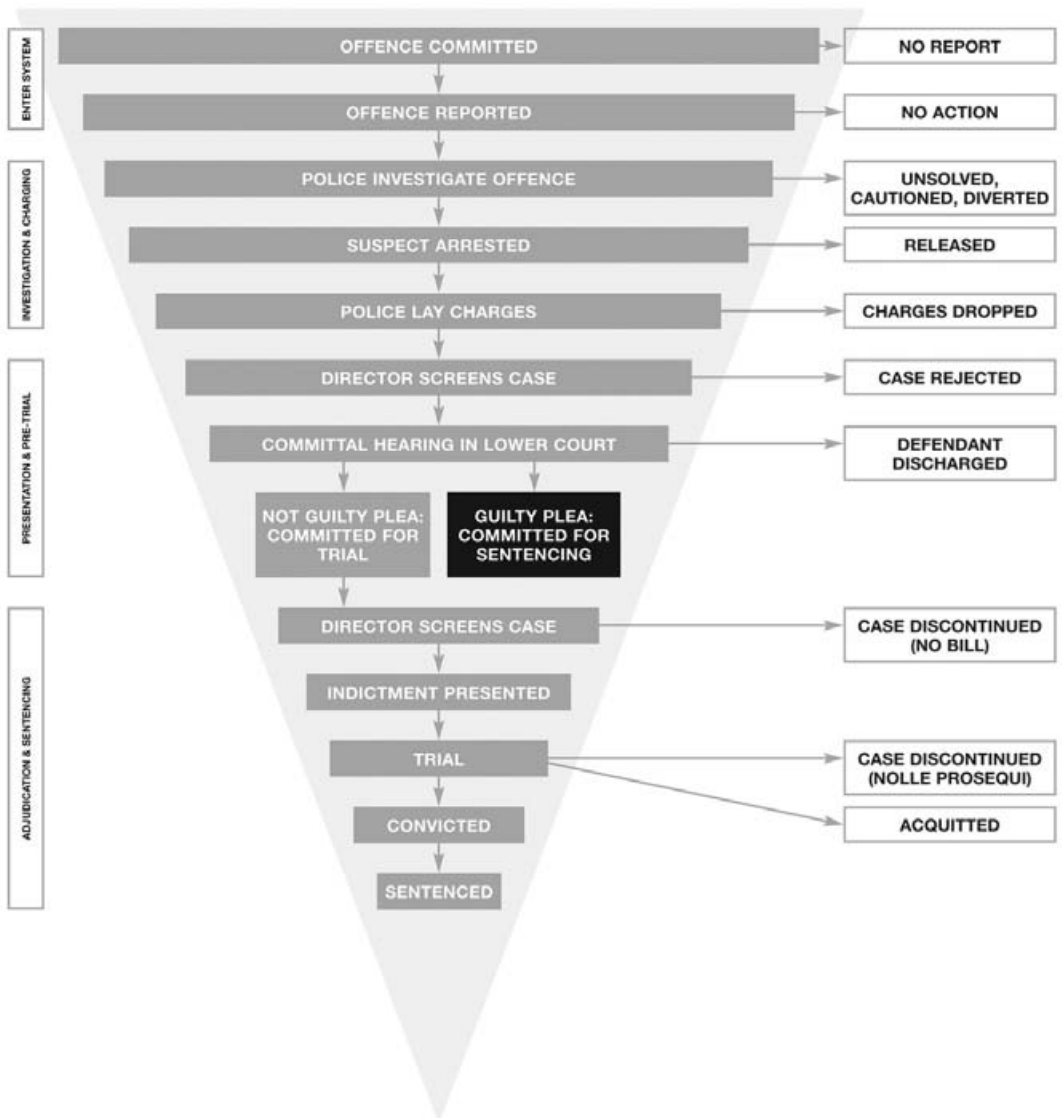 ENTER SYSTEM
OFFENCE COMMITTED
NO REPORT
OFFENCE REPORTED
NO ACTION
INVESTIGATION & CHARGING
POLICE INVESTIGATE OFFENCE
UNSOLVED,
CAUTIONED, DIVERTED
SUSPECT ARRESTED
RELEASED
POLICE LAY CHARGES
CHARGES DROPPED
PRESENTATION & PRE-TRIAL
DIRECTOR SCREENS CASE
CASE REJECTED
COMMITTAL HEARING IN LOWER COURT
DEFENDANT
DISCHARGED
NOT GUILTY PLEA:
COMMITTED FOR
TRIAL
GUILTY PLEA:
COMMITTED FOR
SENTENCING
ADJUDICATION & SENTENCING
DIRECTOR SCREENS CASE
CASE DISCONTINUED
(NO BILL)
INDICTMENT PRESENTED
TRIAL
CASE DISCONTINUED
(NOLLE PROSEQUI)
CONVICTED
ACQUITTED
SENTENCED